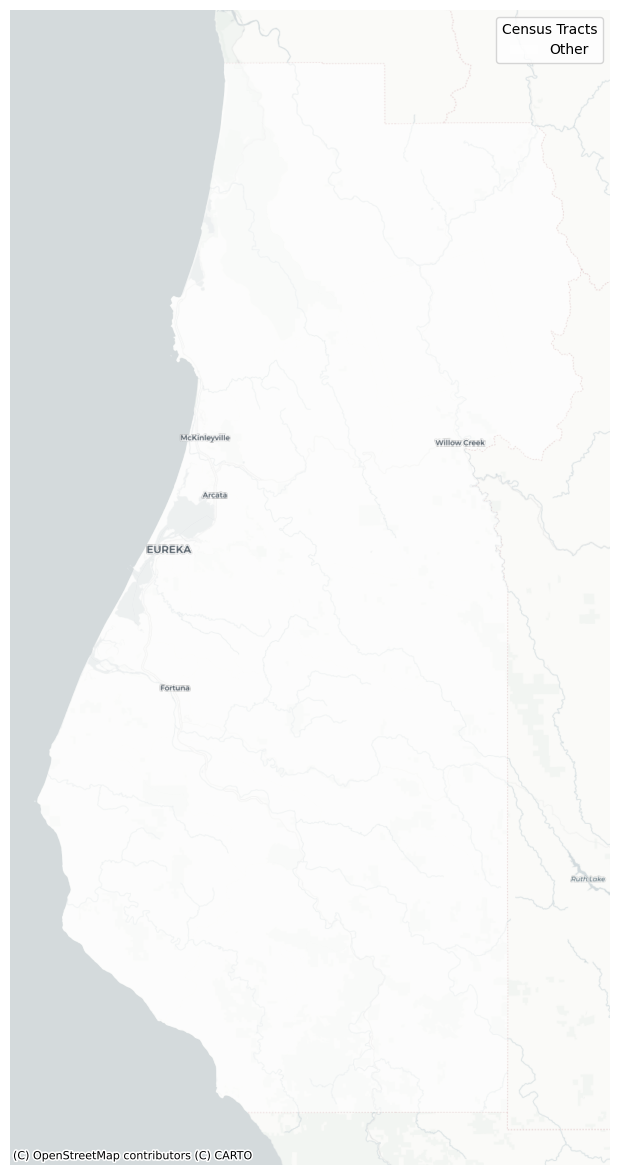 Census Tracts
Other
McKinleyville
Willow Creek
Arcata
EUREKA
Fortuna
Ruth Lake
(C) OpenStreetMap contributors (C) CARTO